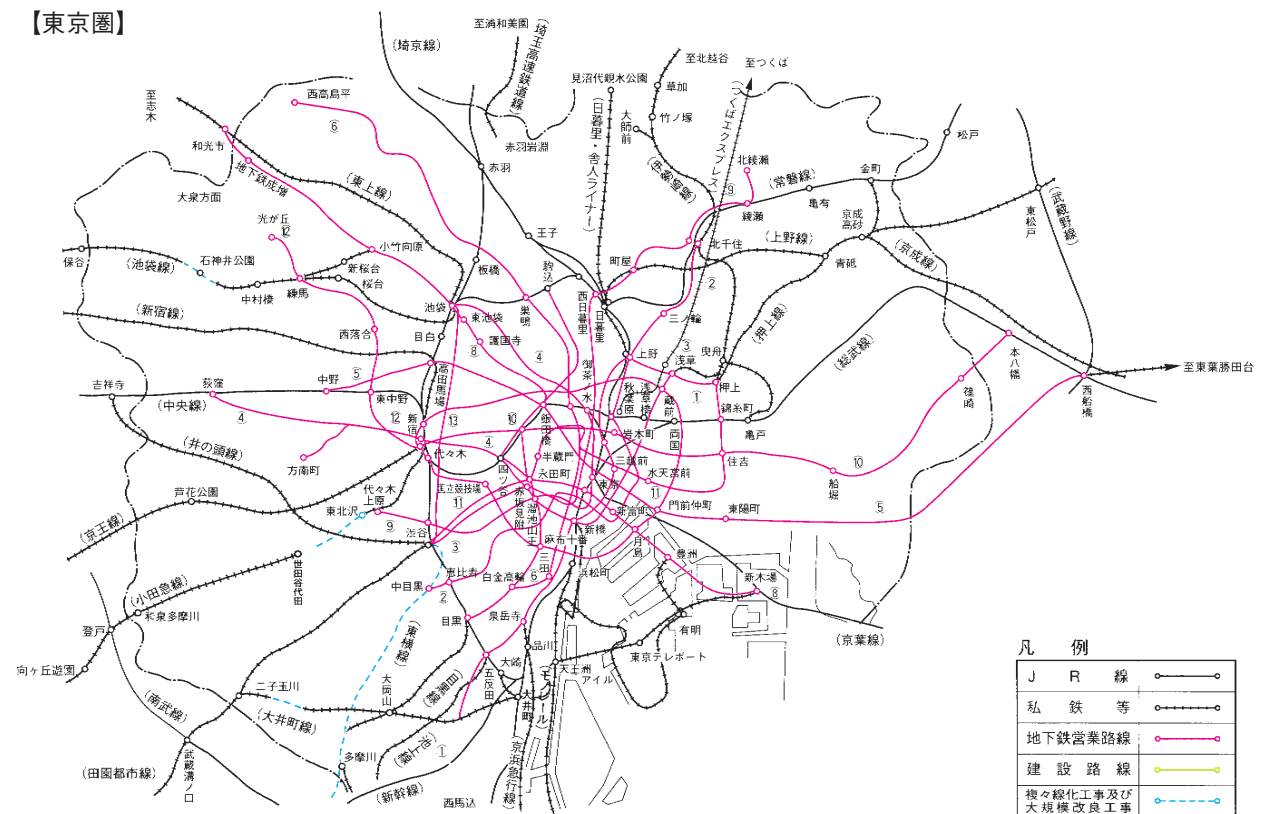 【東京圏】
(埼京線)
至浦和美園
(埼玉高速鉄道線)
見沼代親水公園
至北越谷
至つくば
至志木
西高島平
⑥
(日暮里・舎人ライナー)
大師前
草加
竹ノ塚
(つくばエクスプレス)
和光市
地下鉄成増
(東上線)
赤羽岩淵
赤羽
北綾瀬
⑨
(常磐線)
綾瀬
亀有
金町
松戸
大泉方面
光が丘
⑫
小竹向原
王子
町屋
北千住
(上野線)
京成高砂
東松戸
(武蔵野線)
保谷
(池袋線)
石神井公園
中村橋
練馬
新桜台
桜台
板橋
駒込
西日暮里
日暮里
②
青砥
(京成線)
(新宿線)
西落合
池袋
東池袋
目白
護国寺
⑧
巣鴨
④
三ノ輪
上野
③
浅草
曳舟
(押上線)
(総武線)
本八幡
篠崎
至東葉勝田台
西船橋
吉祥寺
荻窪
(中央線)
④
中野
⑤
東中野
高田馬場
⑫
新宿
⑬
⑩
飯田橋
御茶ノ水
秋葉原
浅草橋
蔵前
①
押上
錦糸町
亀戸
両国
(井の頭線)
方南町
代々木
④
四ツ谷
半蔵門
永田町
岩本町
三越前
水天宮前
住吉
船堀
⑩
芦花公園
代々木上原
東北沢
国立競技場
⑪
赤坂見附
溜池山王
東京
⑪
門前仲町
東陽町
⑤
(京王線)
⑨
渋谷
③
麻布十番
新橋
新富町
月島
豊洲
新木場
⑧
世田谷代田
(小田急線)
和泉多摩川
登戸
向ヶ丘遊園
中目黒
恵比寿
②
白金高輪
⑥
三田
浜松町
目黒
泉岳寺
品川
有明
(京葉線)
東京テレポート
天王洲アイル
(モノレール)
(東横線)
(目黒線)
五反田
大崎
大井町
二子玉川
大岡山
(大井町線)
(南武線)
武蔵溝ノ口
(田園都市線)
多摩川
(池上線)
①
(新幹線)
西馬込
(京浜急行線)
凡 例
J R 線
私 鉄 等
地下鉄営業路線
建 設 路 線
複々線化工事及び
大規模改良工事